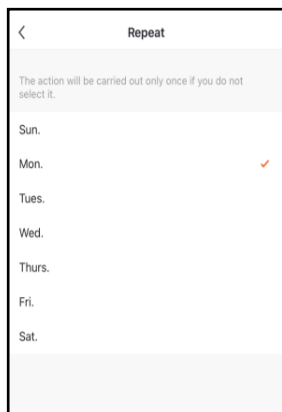 Repeat
The action will be carried out only once if you do not
select it.
Sun.
Mon.
Tues.
Wed.
Thurs.
Fri.
Sat.